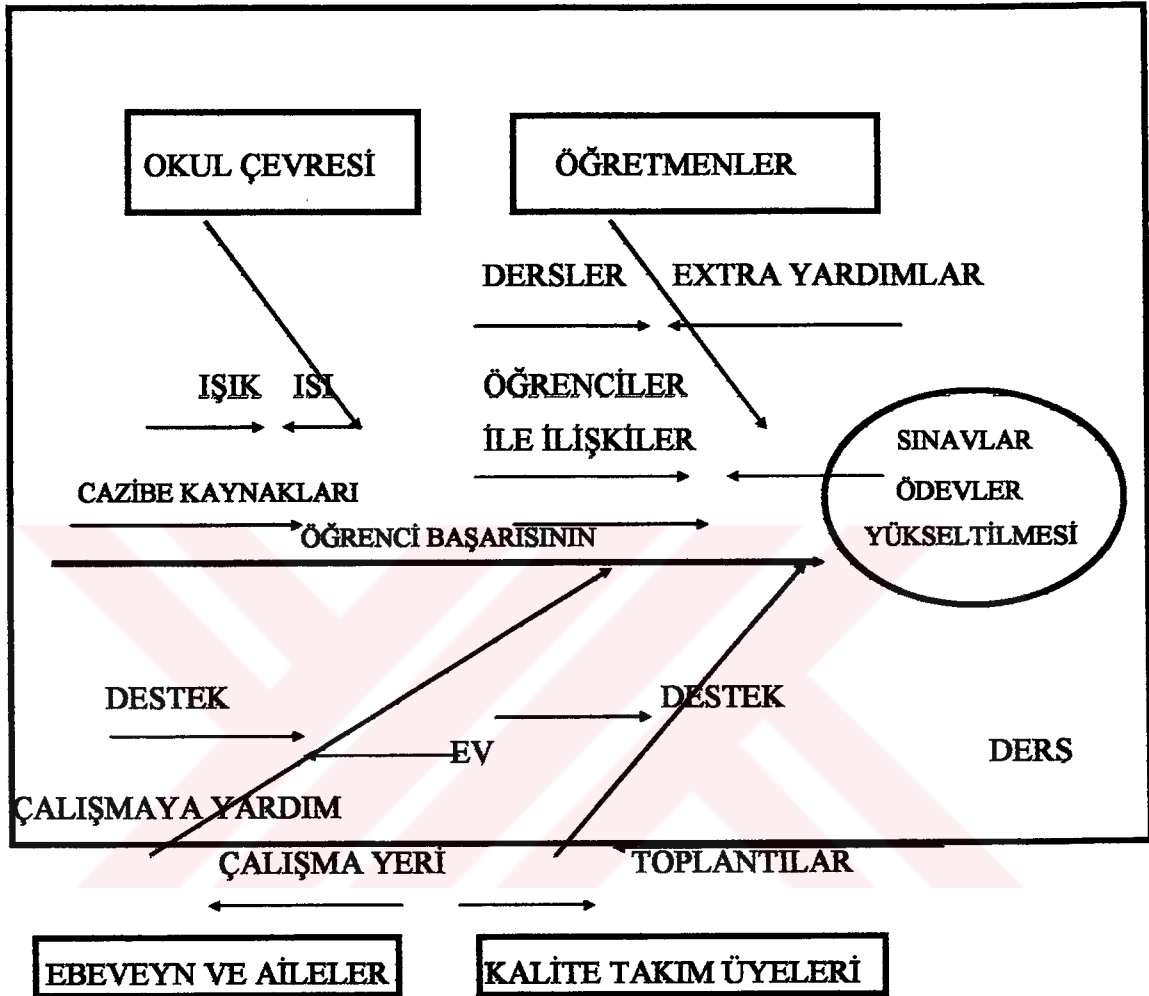 OKUL ÇEVRESİ
ÖĞRETMENLER
DERSLER EXTRA YARDIMLAR
IŞIK ISI
ÖĞRENCİLER
İLE İLİŞKİLER
SINAVLAR
CAZİBE KAYNAKLARI
ÖDEVLER
ÖĞRENCİ BAŞARISININ
YÜKSELTİLMESİ
DESTEK
DESTEK
EV
DERS
ÇALIŞMAYA YARDIM
ÇALIŞMA YERİ
TOPLANTILAR
EBEVEYN VE AİLELER
KALİTE TAKIM ÜYELERİ